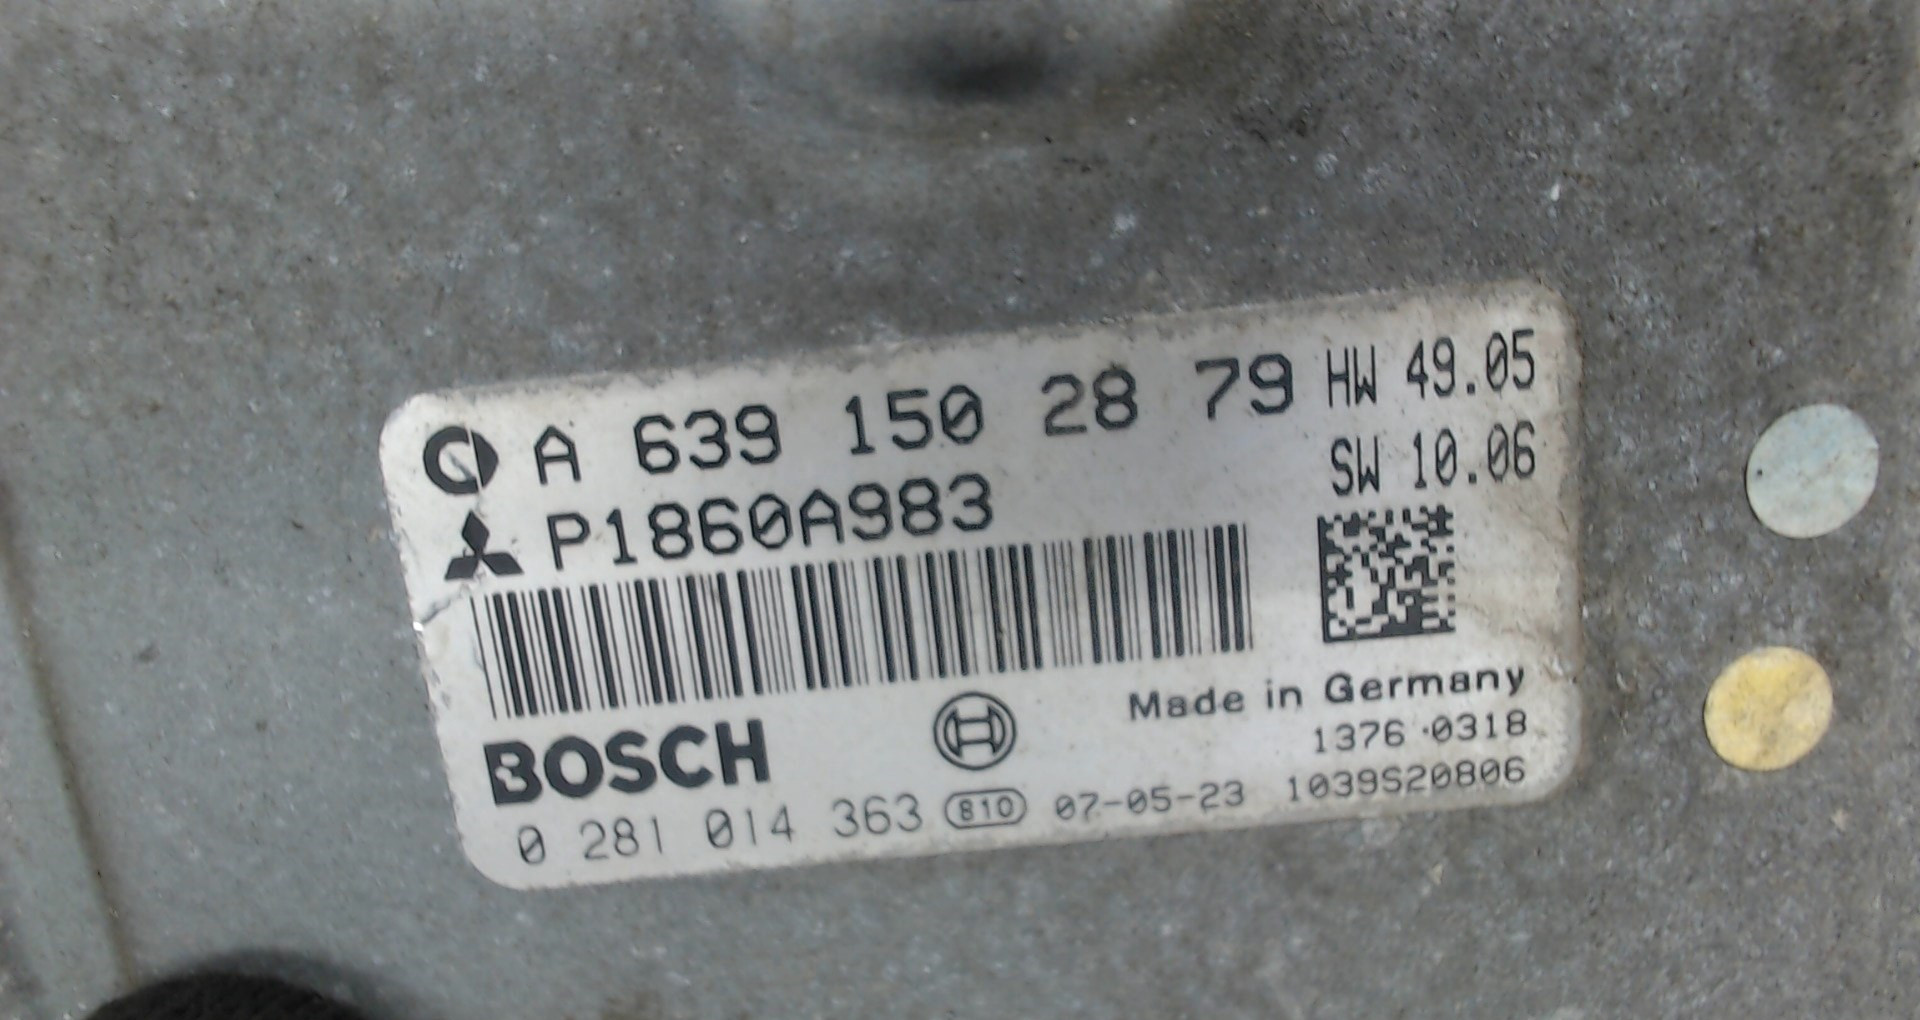 A 639 150 28 79 HW 49.05
SW 10.06
P1860A983
Made in Germany
BOSCH
1376 0318
0 281 014 363 810 07-05-23 1039S20806